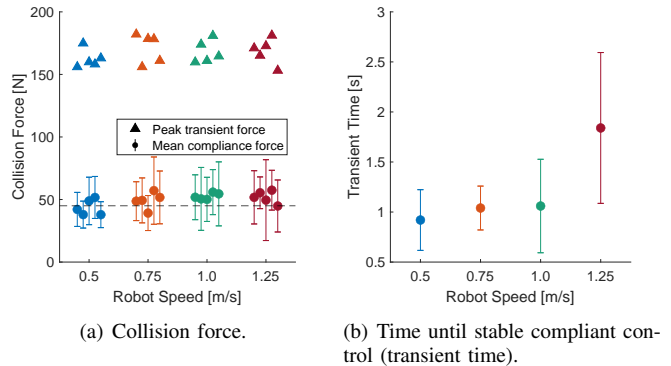 200
150
100
50
0
Collision Force [N]
Peak transient force
Mean compliance force
0.5 0.75 1.0 1.25
Robot Speed [m/s]
(a) Collision force.
3
2.5
2
1.5
1
0.5
Transient Time [s]
0.5 0.75 1.0 1.25
Robot Speed [m/s]
(b) Time until stable compliant con-
trol (transient time).